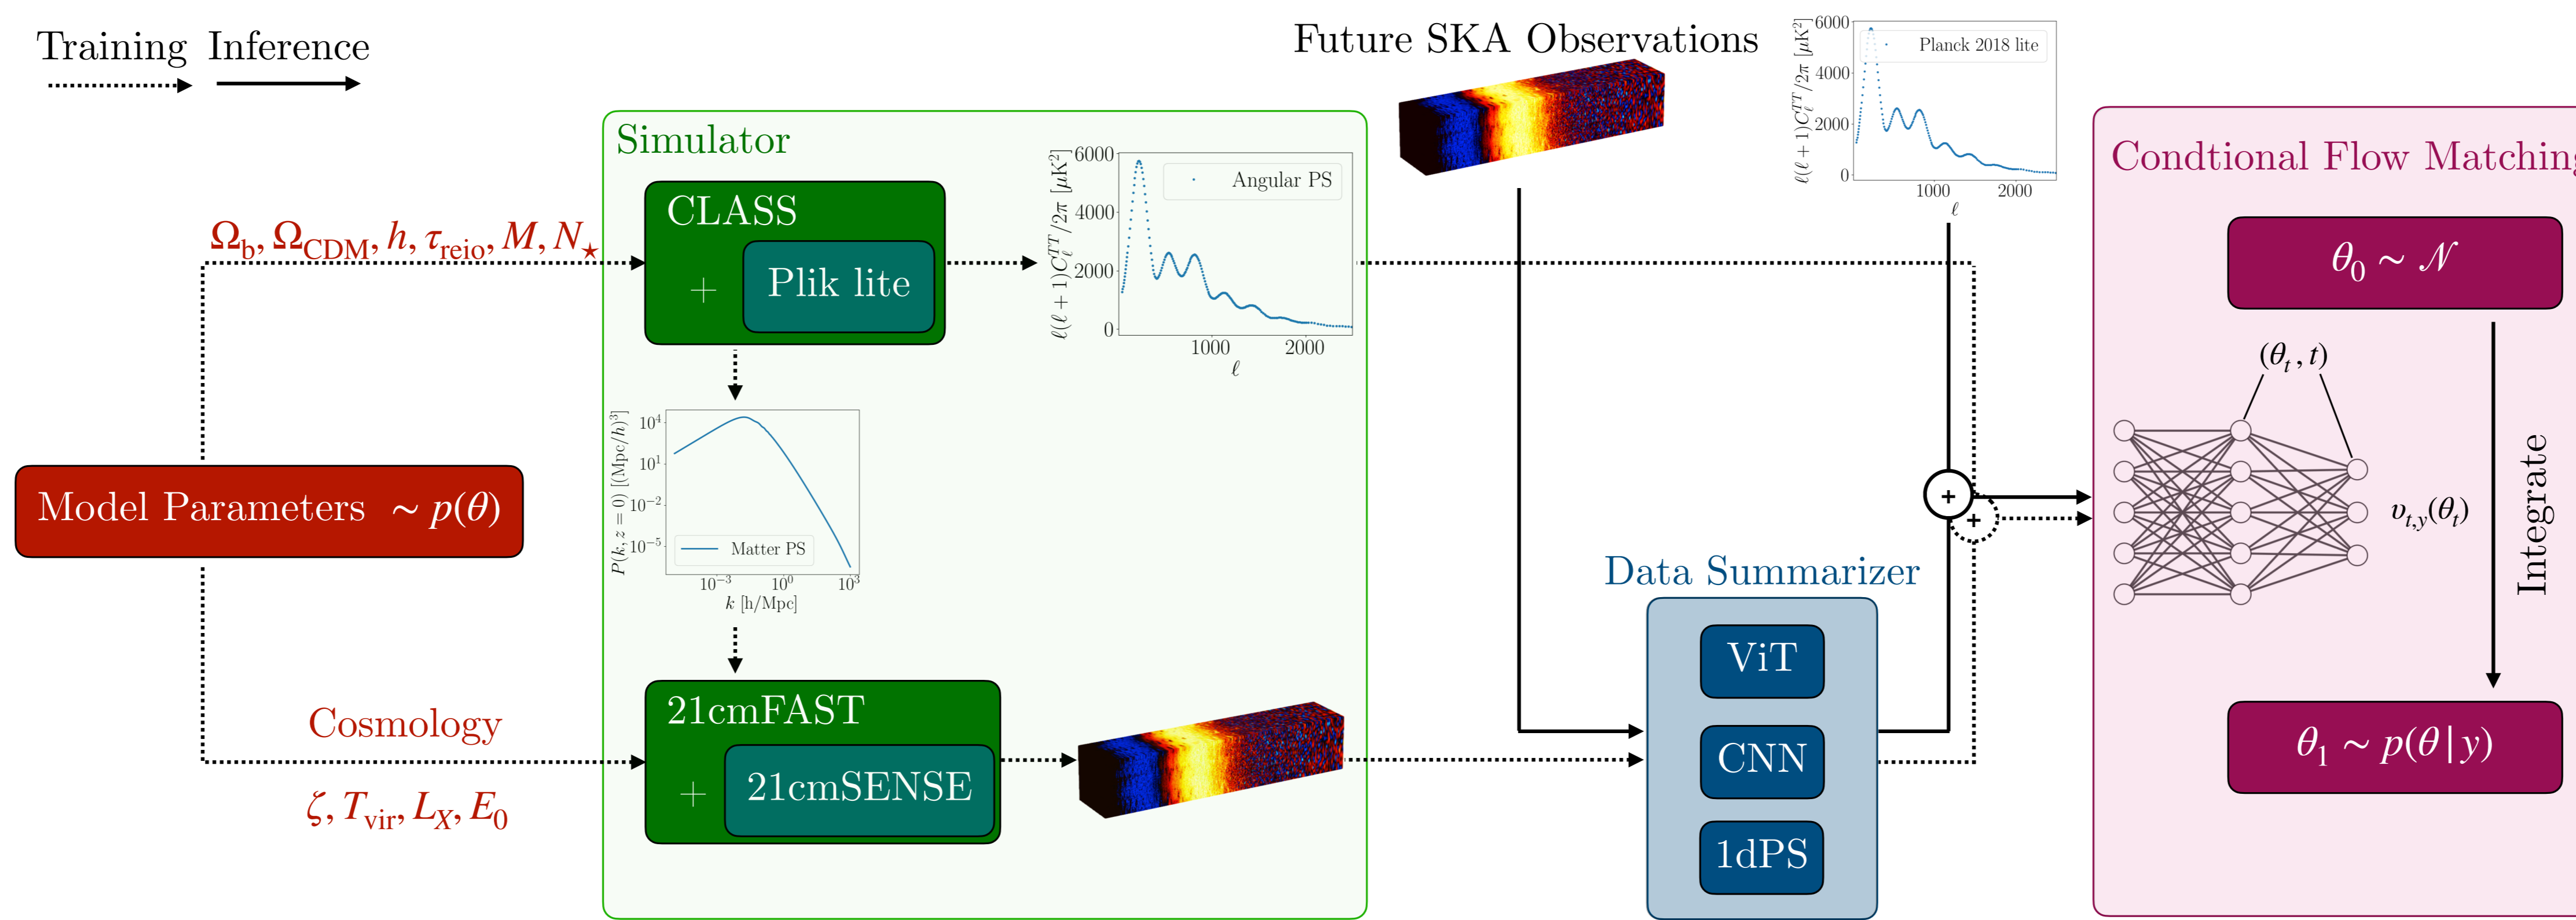 Training Inference
Future SKA Observations
Simulator
CLASS
+
Plik lite
ℓ(ℓ + 1)C_ℓ^{TT}/2π [μK²]
6000
4000
2000
0
Angular PS
1000 2000
ℓ
ℓ(ℓ + 1)C_ℓ^{TT}/2π [μK²]
6000
4000
2000
0
Planck 2018 lite
1000 2000
ℓ
Ω_b, Ω_CDM, h, τ_reio, M, N_★
Model Parameters ∼ p(θ)
Cosmology
ζ, T_vir, L_X, E_0
P(k, z = 0) [(Mpc/h)³]
10⁴
10¹
10⁻²
10⁻⁵
Matter PS
10⁻³ 10⁰ 10³
k [h/Mpc]
21cmFAST
+
21cmSENSE
Data Summarizer
ViT
CNN
1dPS
+
+
Condtional Flow Matching
θ_0 ∼ 𝒩
(θ_t, t)
υ_{t,y}(θ_t)
Integrate
θ_1 ∼ p(θ | y)